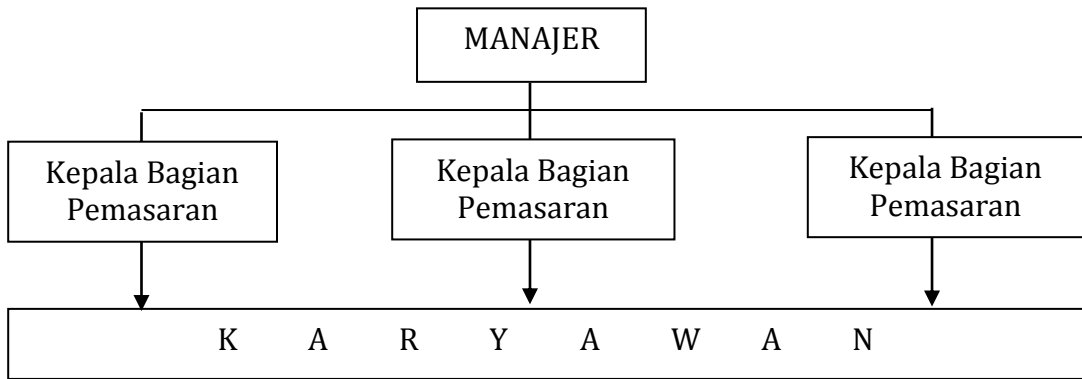 MANAJER
Kepala Bagian
Pemasaran
Kepala Bagian
Pemasaran
Kepala Bagian
Pemasaran
K A R Y A W A N